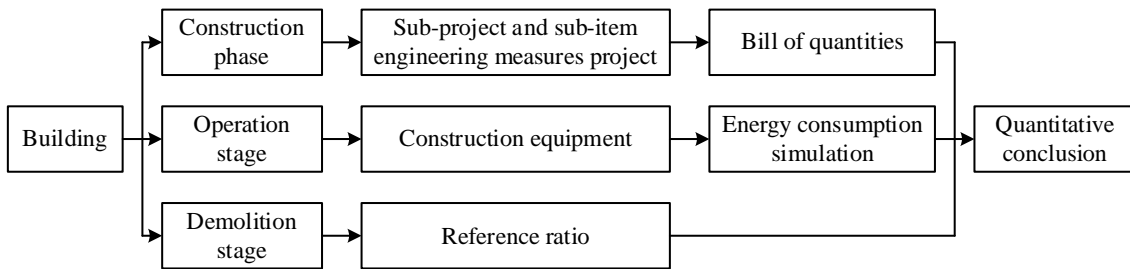 Construction
phase
Sub-project and sub-item
engineering measures project
Bill of quantities
Building
Operation
stage
Construction equipment
Energy consumption
simulation
Quantitative
conclusion
Demolition
stage
Reference ratio